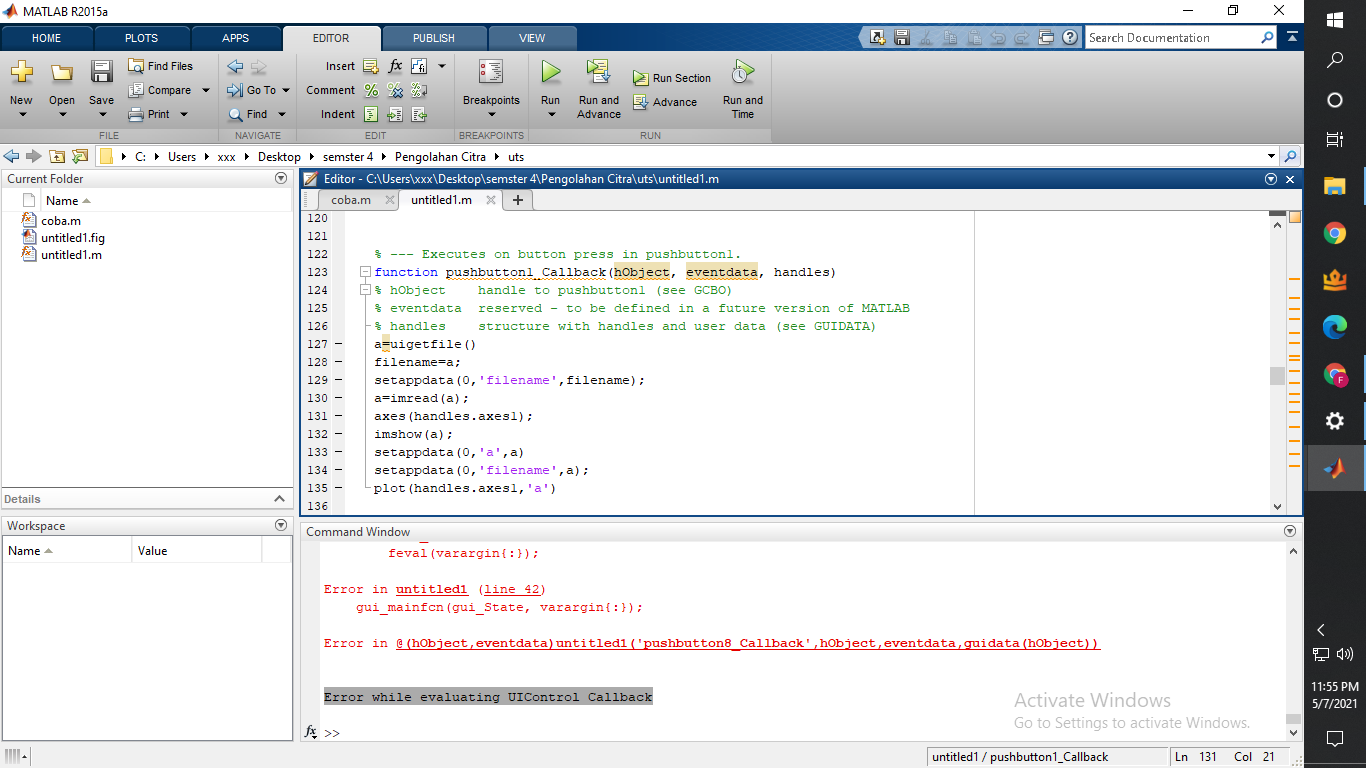 MATLAB R2015a
HOME PLOTS APPS EDITOR PUBLISH VIEW
Search Documentation
New Open Save
Find Files
Compare
Print
Go To
Find
Insert
Comment
Indent
Breakpoints
Run
Run and Advance
Run Section
Advance
Run and Time
FILE NAVIGATE EDIT BREAKPOINTS RUN
C: Users xxx Desktop semster 4 Pengolahan Citra uts
Current Folder
Name
coba.m
untitled1.fig
untitled1.m
Details
Workspace
Name Value
Editor - C:\Users\xxx\Desktop\semster 4\Pengolahan Citra\uts\untitled1.m
coba.m untitled1.m
120
121
122 % --- Executes on button press in pushbutton1.
123 function pushbutton1_Callback(hObject, eventdata, handles)
124 % hObject    handle to pushbutton1 (see GCBO)
125 % eventdata  reserved - to be defined in a future version of MATLAB
126 % handles    structure with handles and user data (see GUIDATA)
127 - a=uigetfile()
128 - filename=a;
129 - setappdata(0,'filename',filename);
130 - a=imread(a);
131 - axes(handles.axes1);
132 - imshow(a);
133 - setappdata(0,'a',a)
134 - setappdata(0,'filename',a);
135 - plot(handles.axes1,'a')
136
Command Window
feval(varargin{:});
Error in untitled1 (line 42)
gui_mainfcn(gui_State, varargin{:});
Error in @(hObject,eventdata)untitled1('pushbutton8_Callback',hObject,eventdata,guidata(hObject))
Error while evaluating UIControl Callback
fx >>
Activate Windows
Go to Settings to activate Windows.
untitled1 / pushbutton1_Callback Ln 131 Col 21
F
11:55 PM
5/7/2021